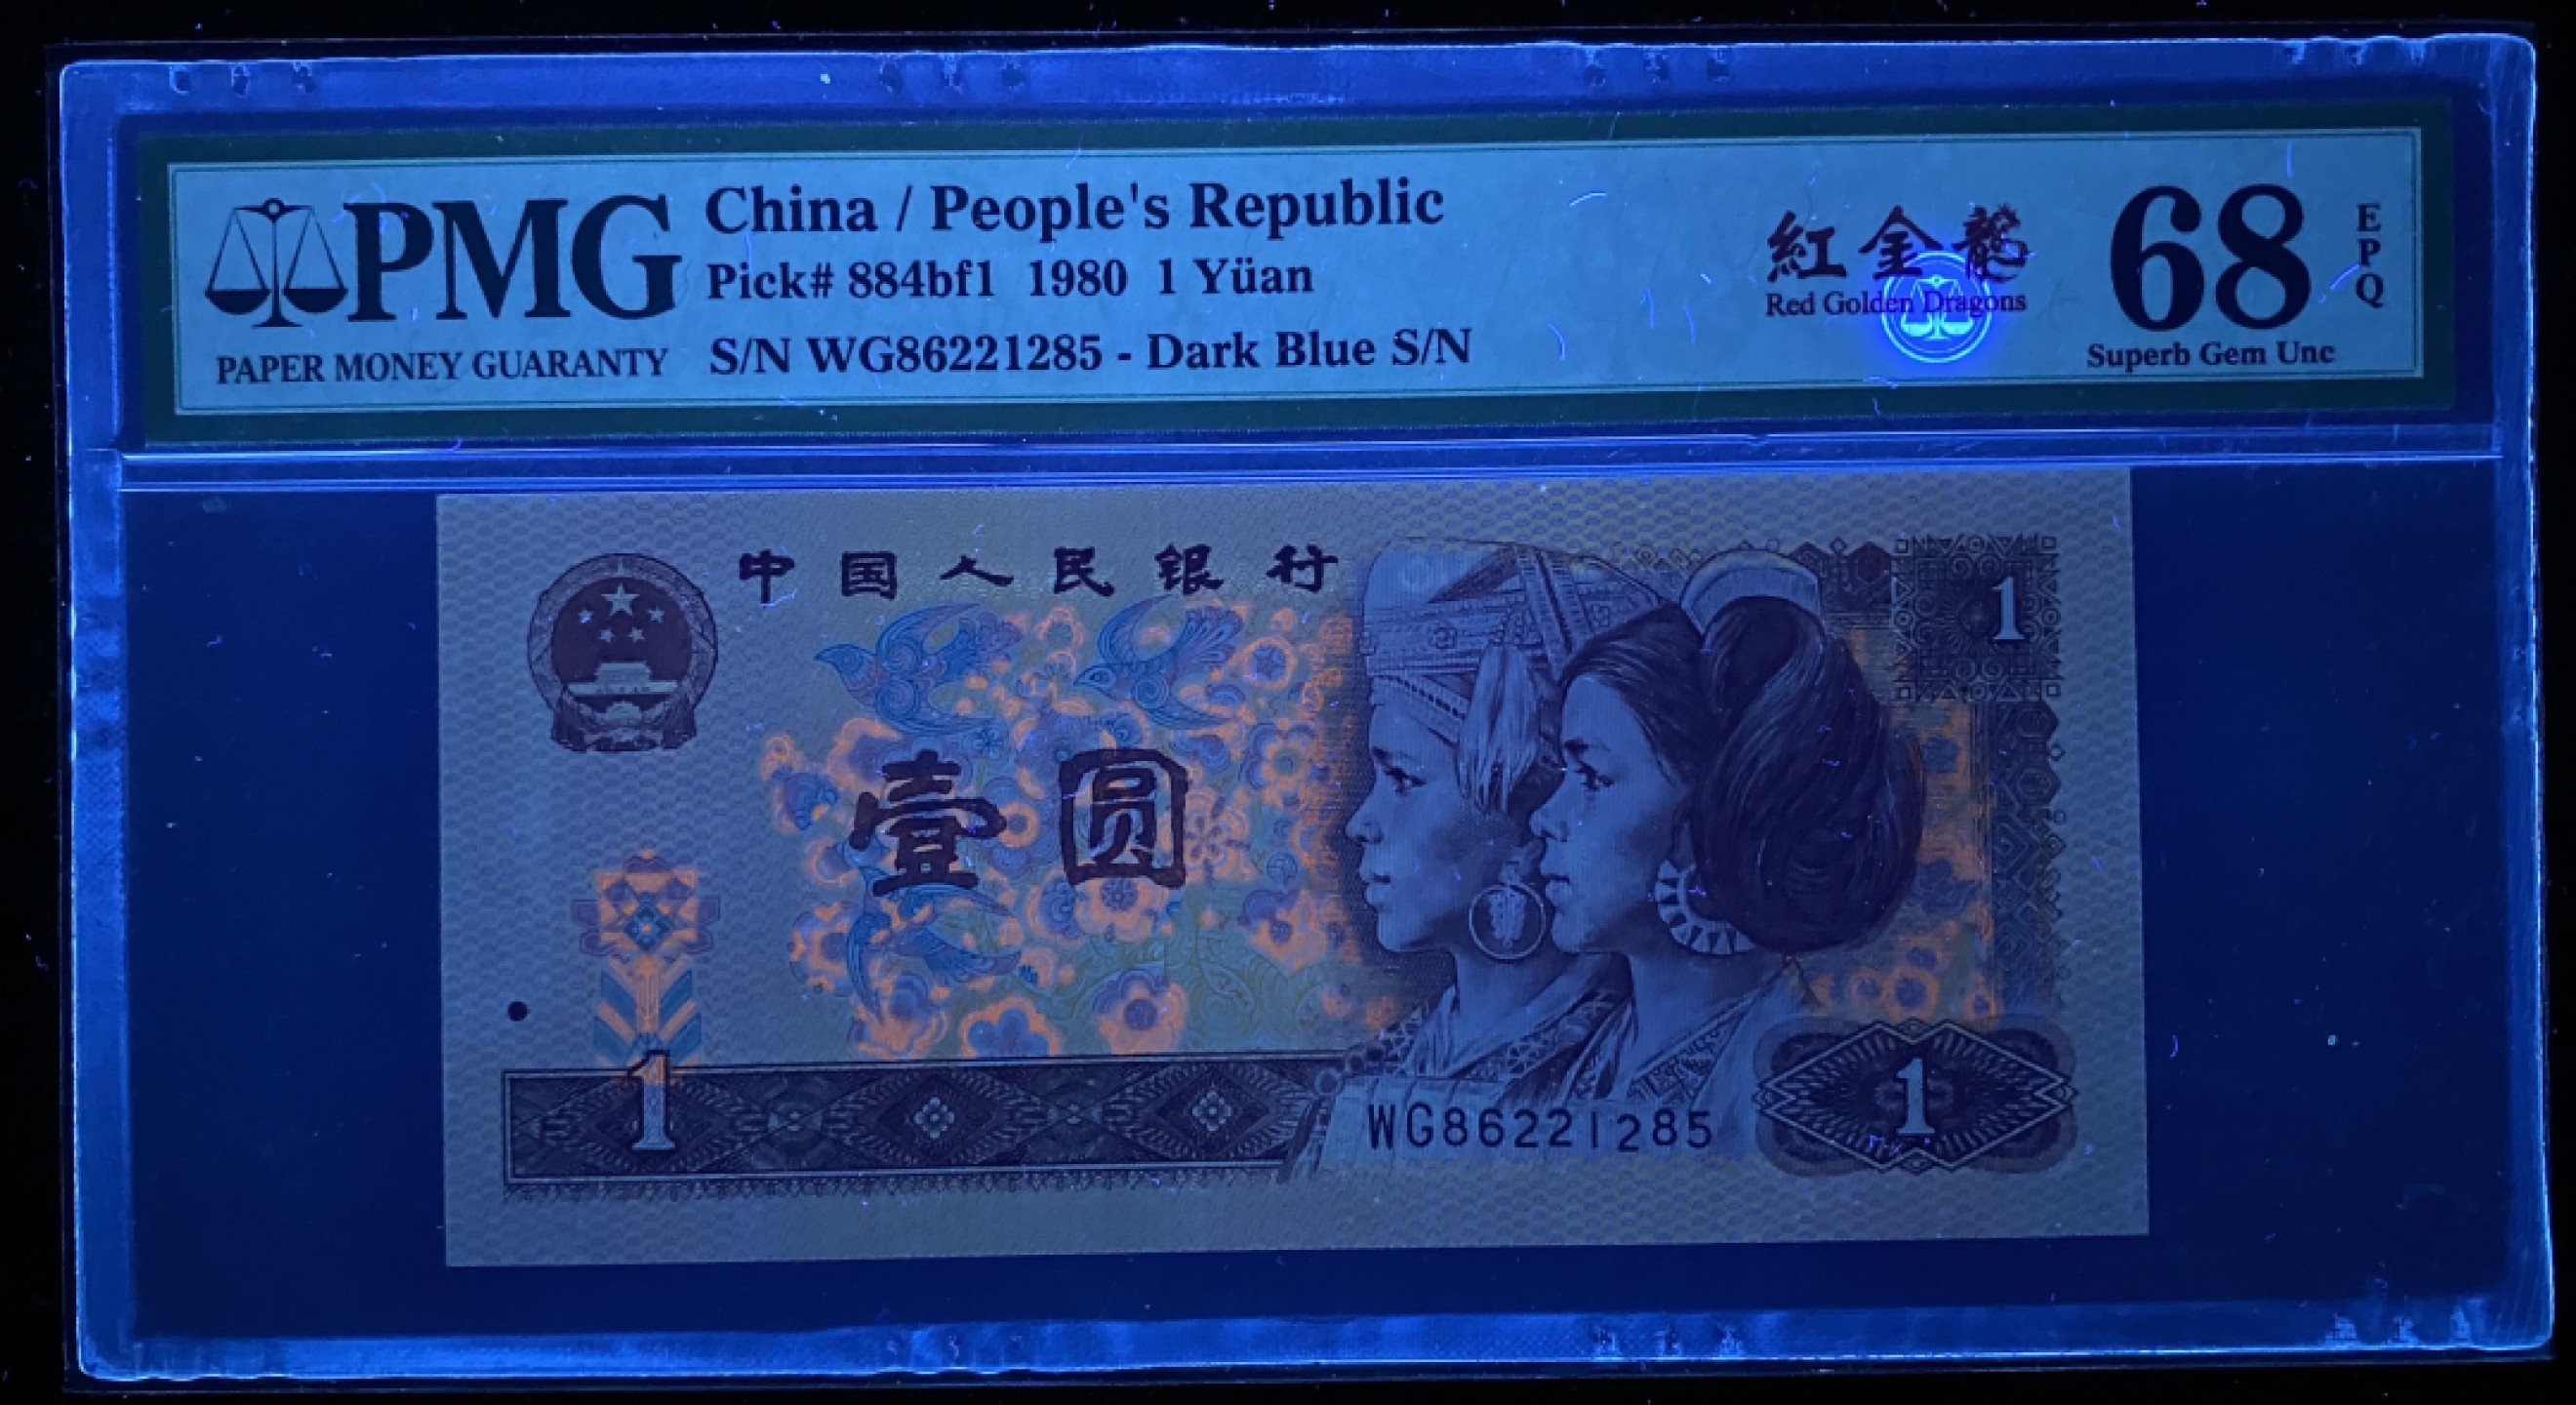 PMG
PAPER MONEY GUARANTY
China / People's Republic
Pick# 884bf1 1980 1 Yüan
S/N WG86221285 - Dark Blue S/N
紅金龍
Red Golden Dragons
68
EPQ
Superb Gem Unc
中国人民银行
1
壹圆
1
1
WG86221285